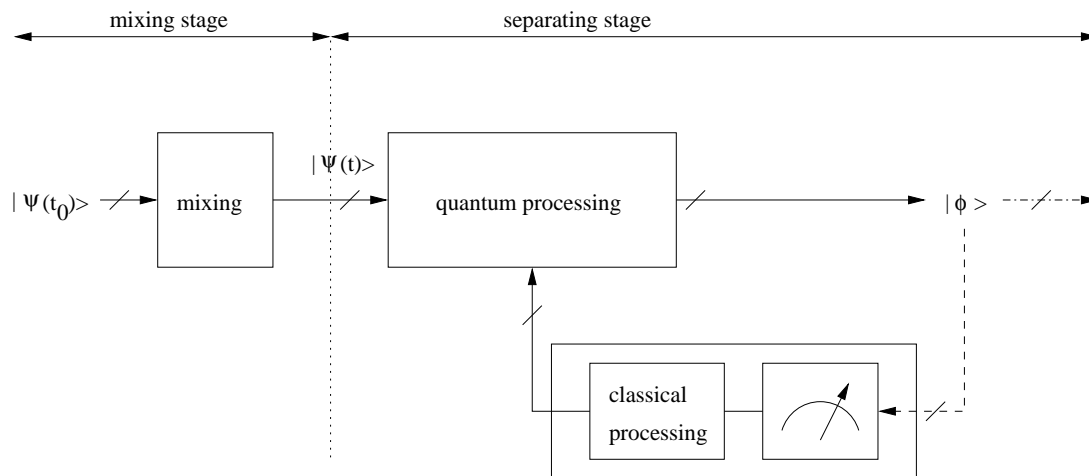 mixing stage
separating stage
| Ψ(t)>
| Ψ(t₀)>
mixing
quantum processing
| ϕ >
classical
processing